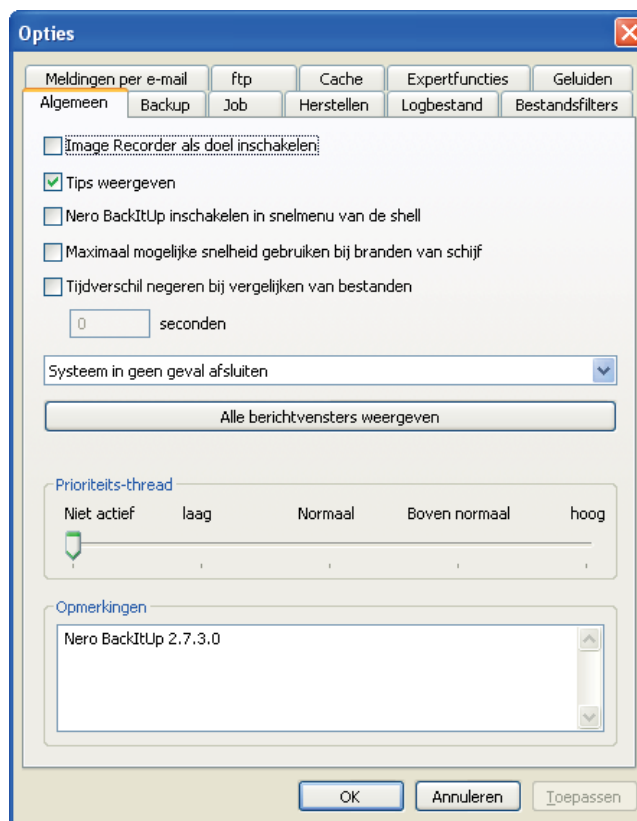 Opties
Meldingen per e-mail ftp Cache Expertfuncties Geluiden
Algemeen Backup Job Herstellen Logbestand Bestandsfilters
Image Recorder als doel inschakelen
Tips weergeven
Nero BackItUp inschakelen in snelmenu van de shell
Maximaal mogelijke snelheid gebruiken bij branden van schijf
Tijdverschil negeren bij vergelijken van bestanden
0 seconden
Systeem in geen geval afsluiten
Alle berichtvensters weergeven
Prioriteits-thread
Niet actief laag Normaal Boven normaal hoog
Opmerkingen
Nero BackItUp 2.7.3.0
OK Annuleren Toepassen